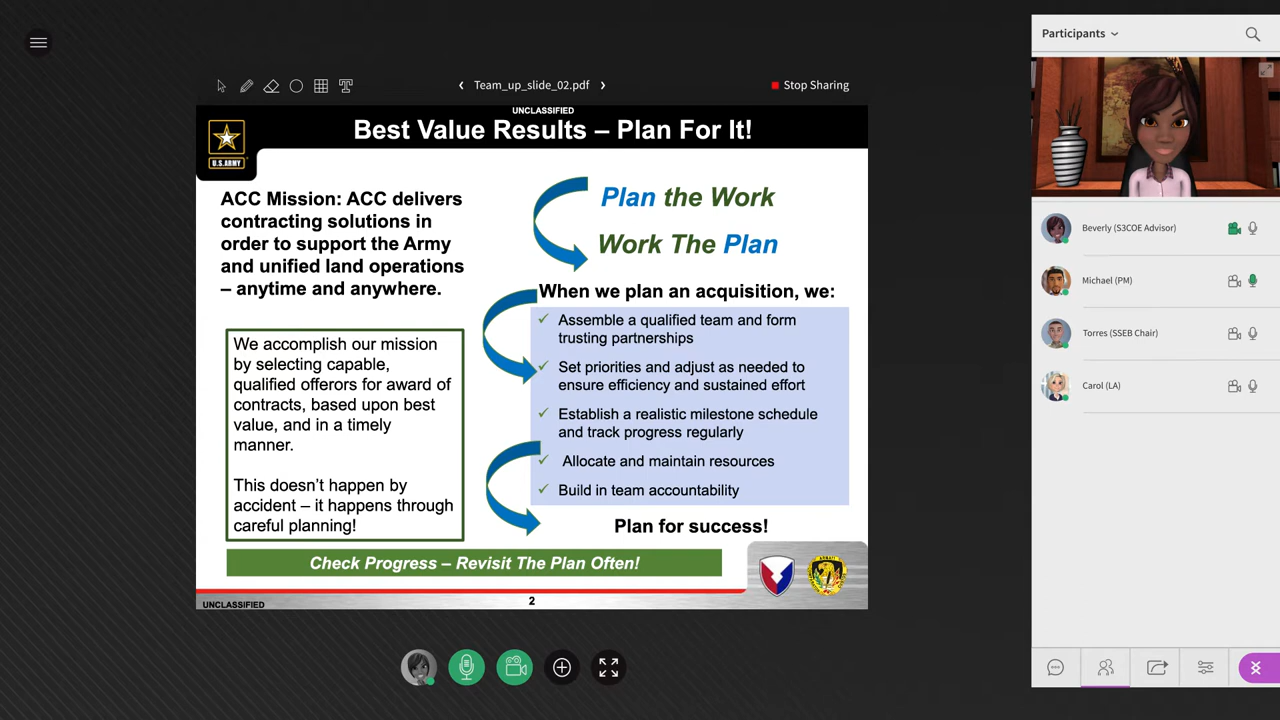 Participants
Team_up_slide_02.pdf
Stop Sharing
UNCLASSIFIED
Best Value Results – Plan For It!
U.S.ARMY
ACC Mission: ACC delivers
contracting solutions in
order to support the Army
and unified land operations
– anytime and anywhere.
We accomplish our mission
by selecting capable,
qualified offerors for award of
contracts, based upon best
value, and in a timely
manner.
This doesn't happen by
accident – it happens through
careful planning!
Plan the Work
Work The Plan
When we plan an acquisition, we:
✓ Assemble a qualified team and form
trusting partnerships
✓ Set priorities and adjust as needed to
ensure efficiency and sustained effort
✓ Establish a realistic milestone schedule
and track progress regularly
✓ Allocate and maintain resources
✓ Build in team accountability
Plan for success!
Check Progress – Revisit The Plan Often!
UNCLASSIFIED
2
Beverly (S3COE Advisor)
Michael (PM)
Torres (SSEB Chair)
Carol (LA)